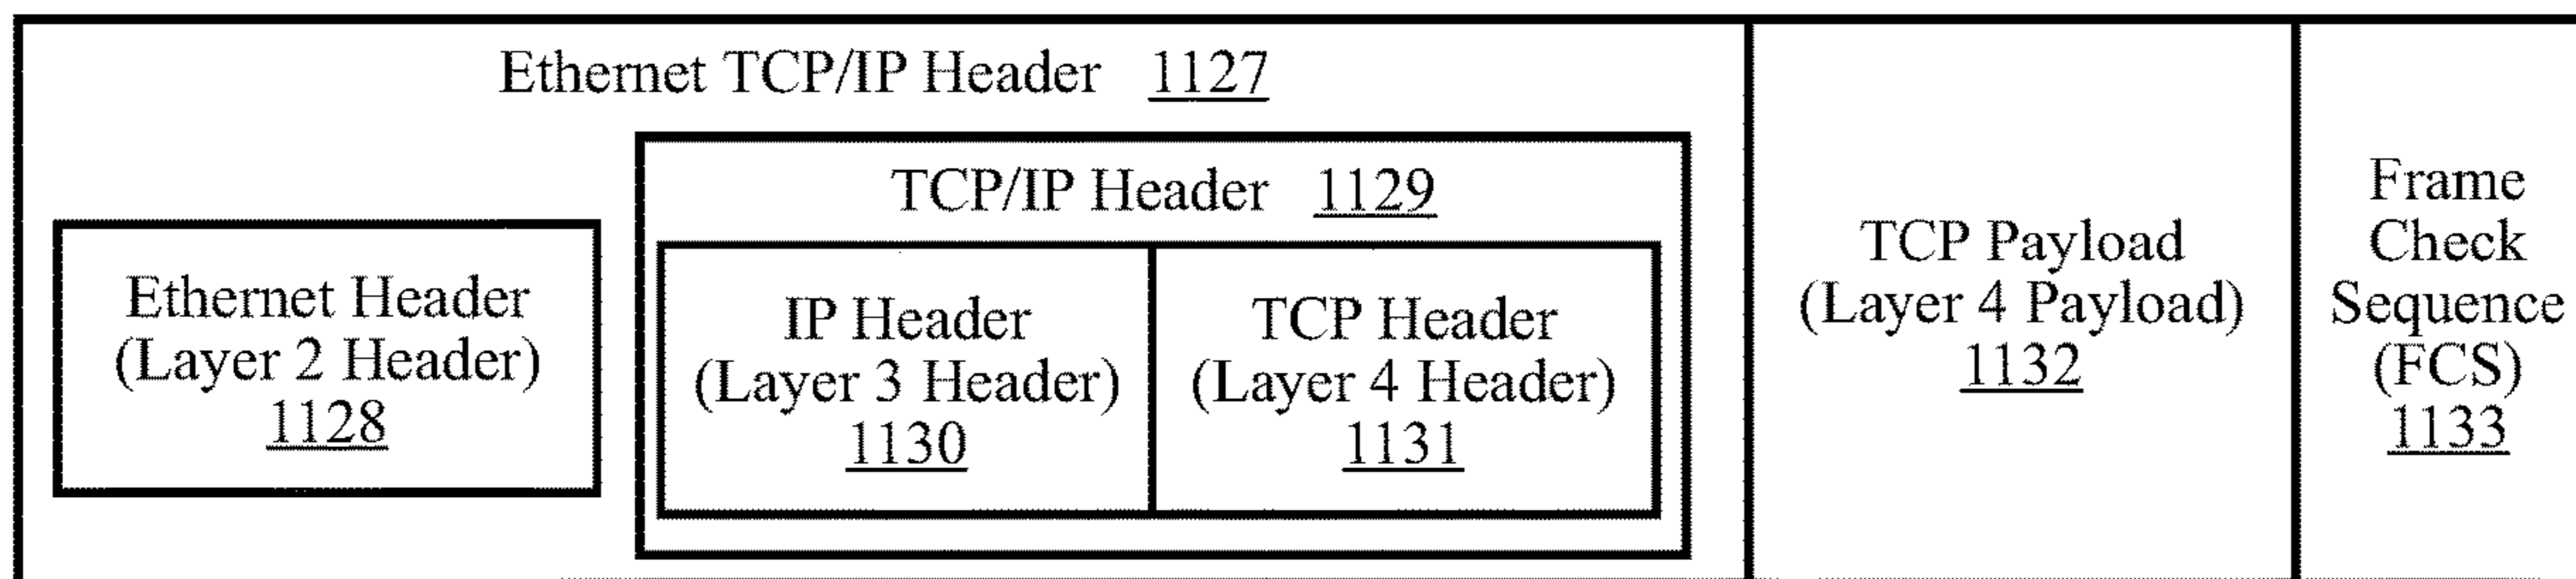 Ethernet TCP/IP Header 1127
TCP/IP Header 1129
Ethernet Header
(Layer 2 Header)
1128
IP Header
(Layer 3 Header)
1130
TCP Header
(Layer 4 Header)
1131
TCP Payload
(Layer 4 Payload)
1132
Frame
Check
Sequence
(FCS)
1133